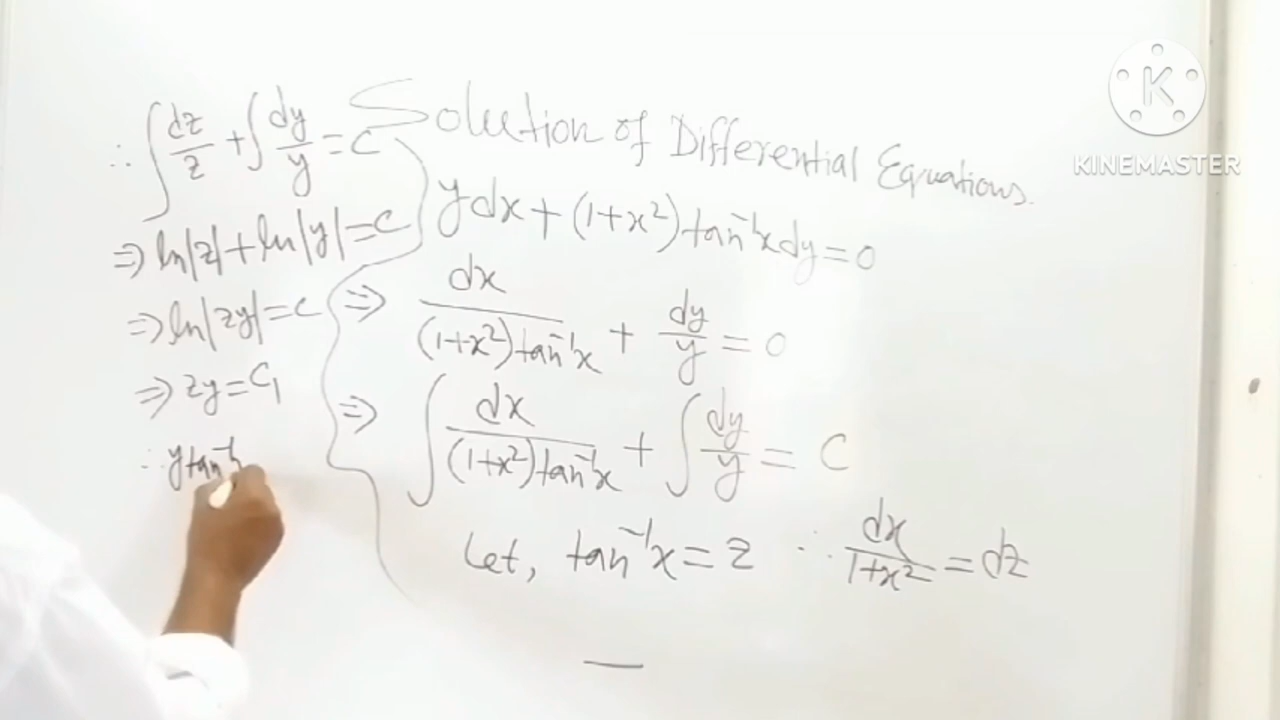 Solution of Differential Equations.
ydx + (1+x²) tan⁻¹x dy = 0
⇒ dx/((1+x²) tan⁻¹x) + dy/y = 0
⇒ ∫ dx/((1+x²) tan⁻¹x) + ∫ dy/y = C
Let, tan⁻¹x = z ∴ dx/(1+x²) = dz
∴ ∫ dz/z + ∫ dy/y = C
⇒ ln|z| + ln|y| = C
⇒ ln|zy| = C
⇒ zy = C₁
∴ y tan⁻¹x
K
KINEMASTER